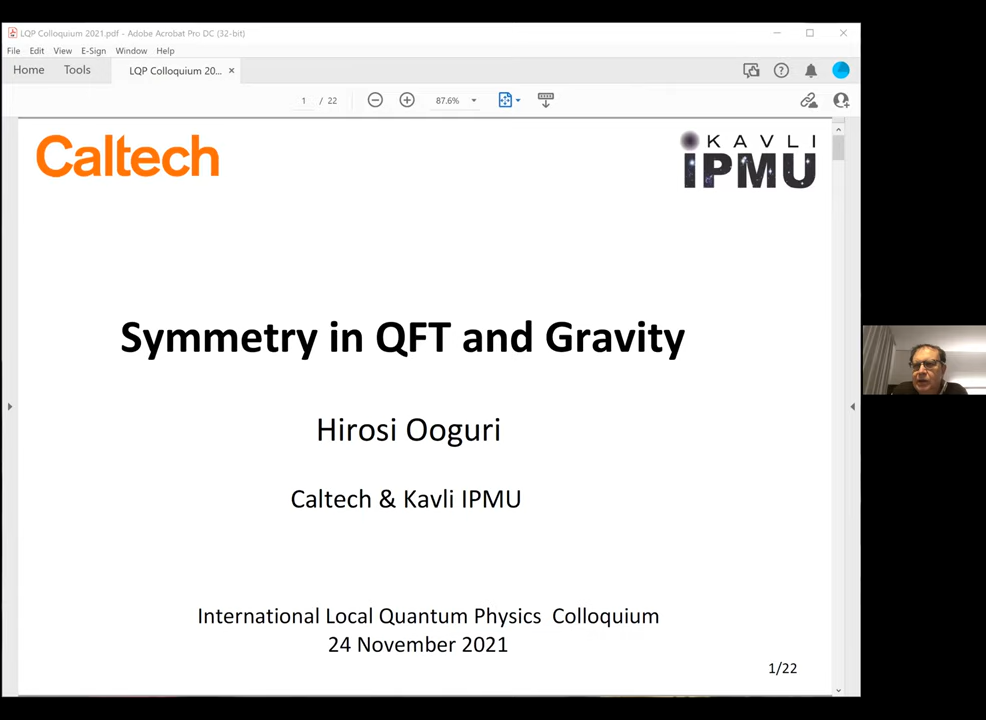 LQP Colloquium 2021.pdf - Adobe Acrobat Pro DC (32-bit)
File Edit View E-Sign Window Help
Home Tools LQP Colloquium 20... ×
1 / 22 87.6%
Caltech
KAVLI
IPMU
Symmetry in QFT and Gravity
Hirosi Ooguri
Caltech & Kavli IPMU
International Local Quantum Physics Colloquium
24 November 2021
1/22